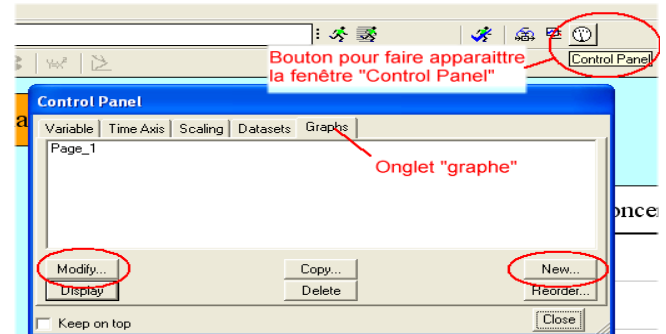 Bouton pour faire apparaittre
la fenêtre "Control Panel"
Control Panel
Control Panel
Variable Time Axis Scaling Datasets Graphs
Page_1
Onglet "graphe"
Modify... Copy... New...
Display Delete Reorder...
Keep on top Close